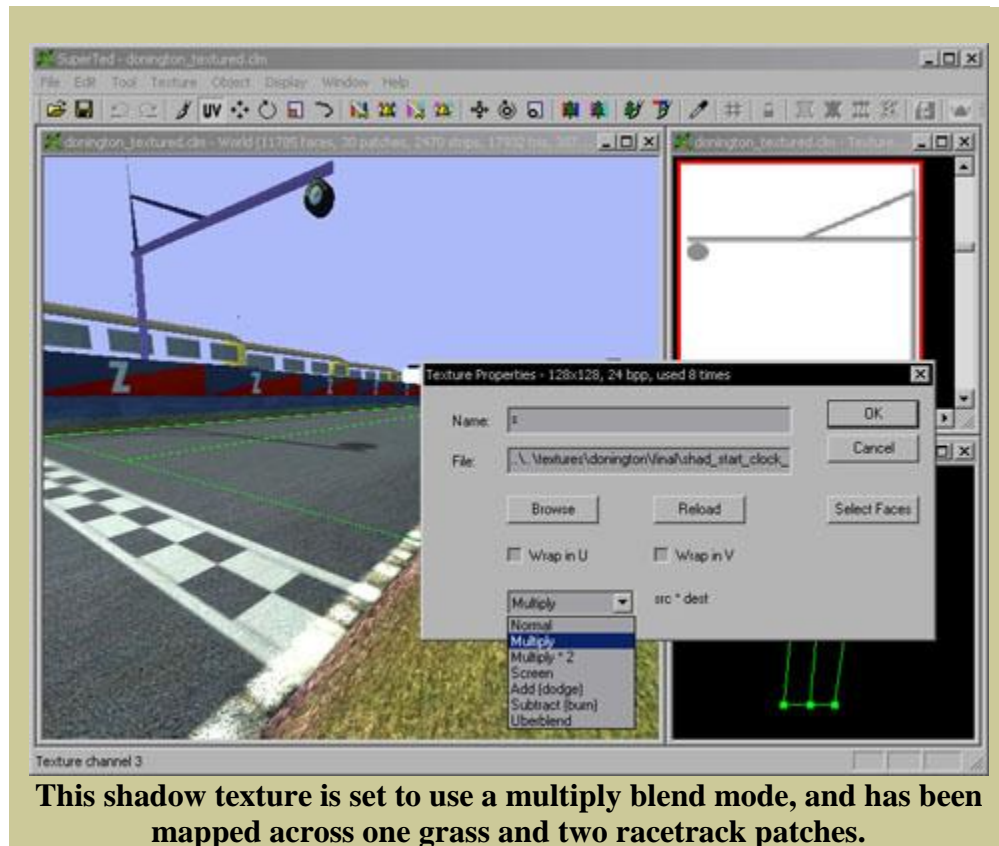 SuperTed - donington_textured.clm
File Edit Tool Texture Object Display Window Help
UV
donington_textured.clm - World (11785 faces, 30 patches, 2470 strips,
donington_textured.clm - Texture
Z Z Z Z
Texture Properties - 128x128, 24 bpp, used 8 times
Name: s
OK
File: ..\..\textures\donington\final\shad_start_clock_
Cancel
Browse Reload Select Faces
Wrap in U Wrap in V
Multiply src * dest
Normal
Multiply
Multiply * 2
Screen
Add (dodge)
Subtract (burn)
Uberblend
Texture channel 3
This shadow texture is set to use a multiply blend mode, and has been
mapped across one grass and two racetrack patches.